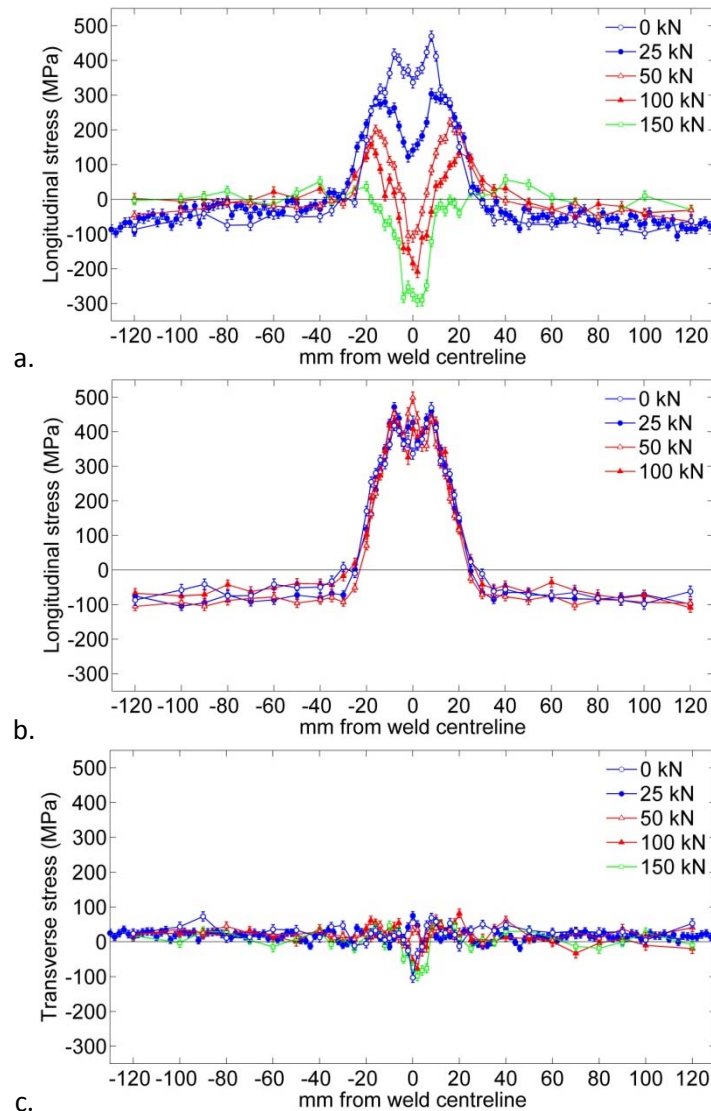 500
400
300
200
100
0
-100
-200
-300
Longitudinal stress (MPa)
0 kN
25 kN
50 kN
100 kN
150 kN
-120 -100 -80 -60 -40 -20 0 20 40 60 80 100 120
mm from weld centreline
a.
500
400
300
200
100
0
-100
-200
-300
Longitudinal stress (MPa)
0 kN
25 kN
50 kN
100 kN
-120 -100 -80 -60 -40 -20 0 20 40 60 80 100 120
mm from weld centreline
b.
500
400
300
200
100
0
-100
-200
-300
Transverse stress (MPa)
0 kN
25 kN
50 kN
100 kN
150 kN
-120 -100 -80 -60 -40 -20 0 20 40 60 80 100 120
mm from weld centreline
c.